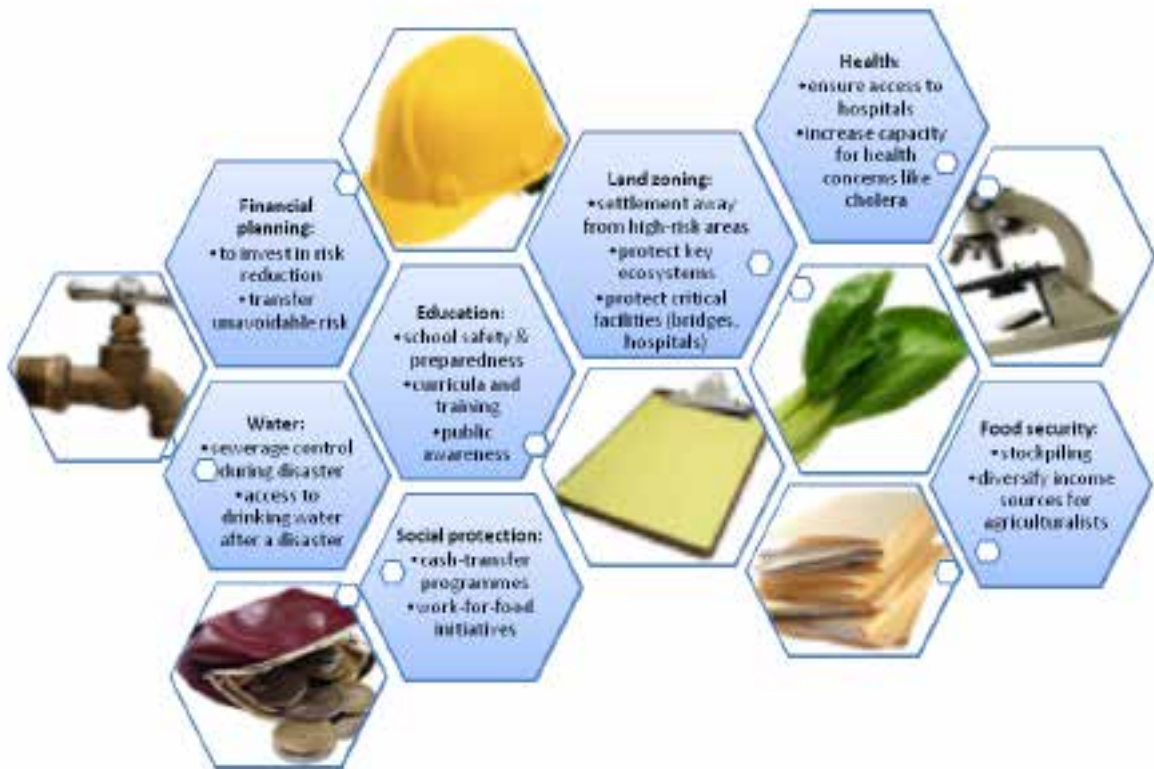 Health:
•ensure access to
hospitals
•increase capacity
for health
concerns like
cholera
Land zoning:
•settlement away
from high-risk areas
•protect key
ecosystems
•protect critical
facilities (bridges,
hospitals)
Financial
planning:
•to invest in risk
reduction
•transfer
unavoidable risk
Education:
•school safety &
preparedness
•curricula and
training
•public
awareness
Water:
•sewerage control
during disaster
•access to
drinking water
after a disaster
Food security:
•stockpiling
•diversify income
sources for
agriculturalists
Social protection:
•cash-transfer
programmes
•work-for-food
initiatives